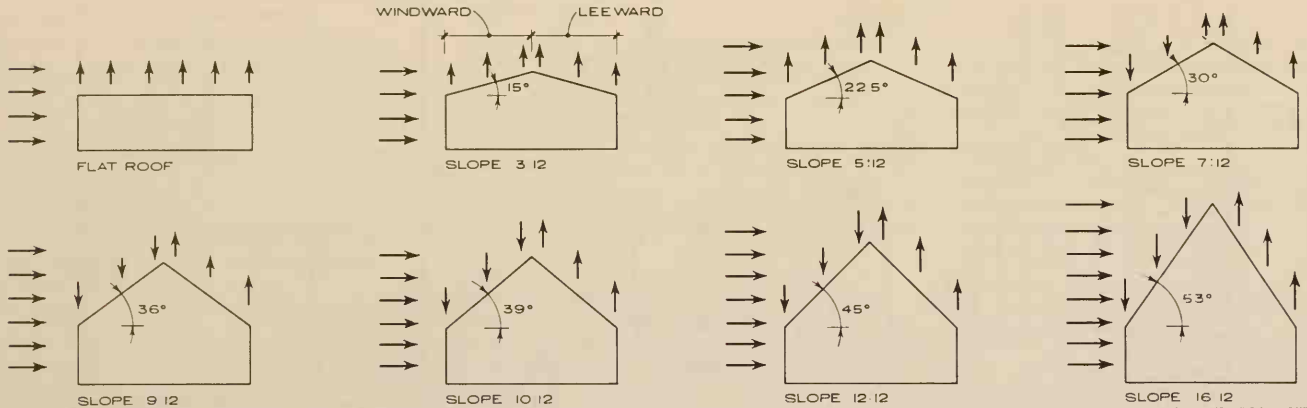 WINDWARD LEEWARD
15° 22.5° 30°
FLAT ROOF SLOPE 3:12 SLOPE 5:12 SLOPE 7:12
36° 39° 45° 53°
SLOPE 9:12 SLOPE 10:12 SLOPE 12:12 SLOPE 16:12